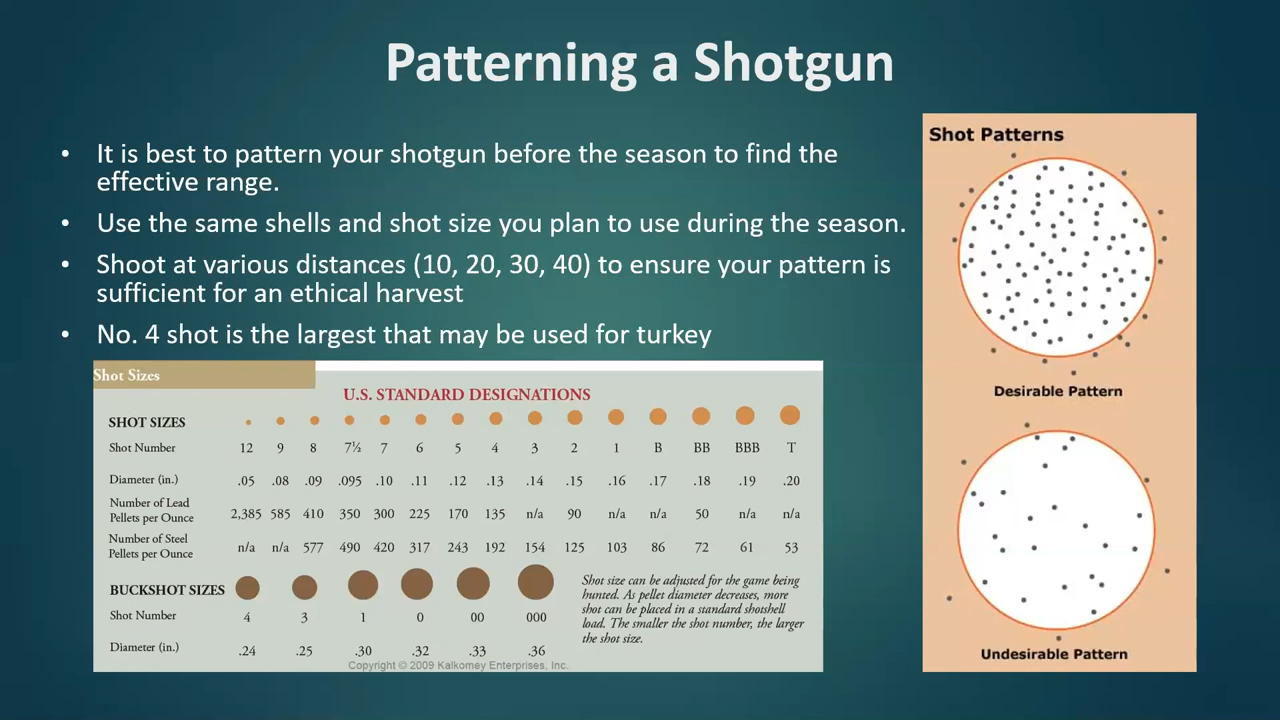 Patterning a Shotgun
• It is best to pattern your shotgun before the season to find the
effective range.
• Use the same shells and shot size you plan to use during the season.
• Shoot at various distances (10, 20, 30, 40) to ensure your pattern is
sufficient for an ethical harvest
• No. 4 shot is the largest that may be used for turkey
Shot Sizes
U.S. STANDARD DESIGNATIONS
SHOT SIZES
Shot Number 12 9 8 7½ 7 6 5 4 3 2 1 B BB BBB T
Diameter (in.) .05 .08 .09 .095 .10 .11 .12 .13 .14 .15 .16 .17 .18 .19 .20
Number of Lead
Pellets per Ounce 2,385 585 410 350 300 225 170 135 n/a 90 n/a n/a 50 n/a n/a
Number of Steel
Pellets per Ounce n/a n/a 577 490 420 317 243 192 154 125 103 86 72 61 53
BUCKSHOT SIZES
Shot Number 4 3 1 0 00 000
Diameter (in.) .24 .25 .30 .32 .33 .36
Shot size can be adjusted for the game being
hunted. As pellet diameter decreases, more
shot can be placed in a standard shotshell
load. The smaller the shot number, the larger
the shot size.
Copyright © 2009 Kalkomey Enterprises, Inc.
Shot Patterns
Desirable Pattern
Undesirable Pattern